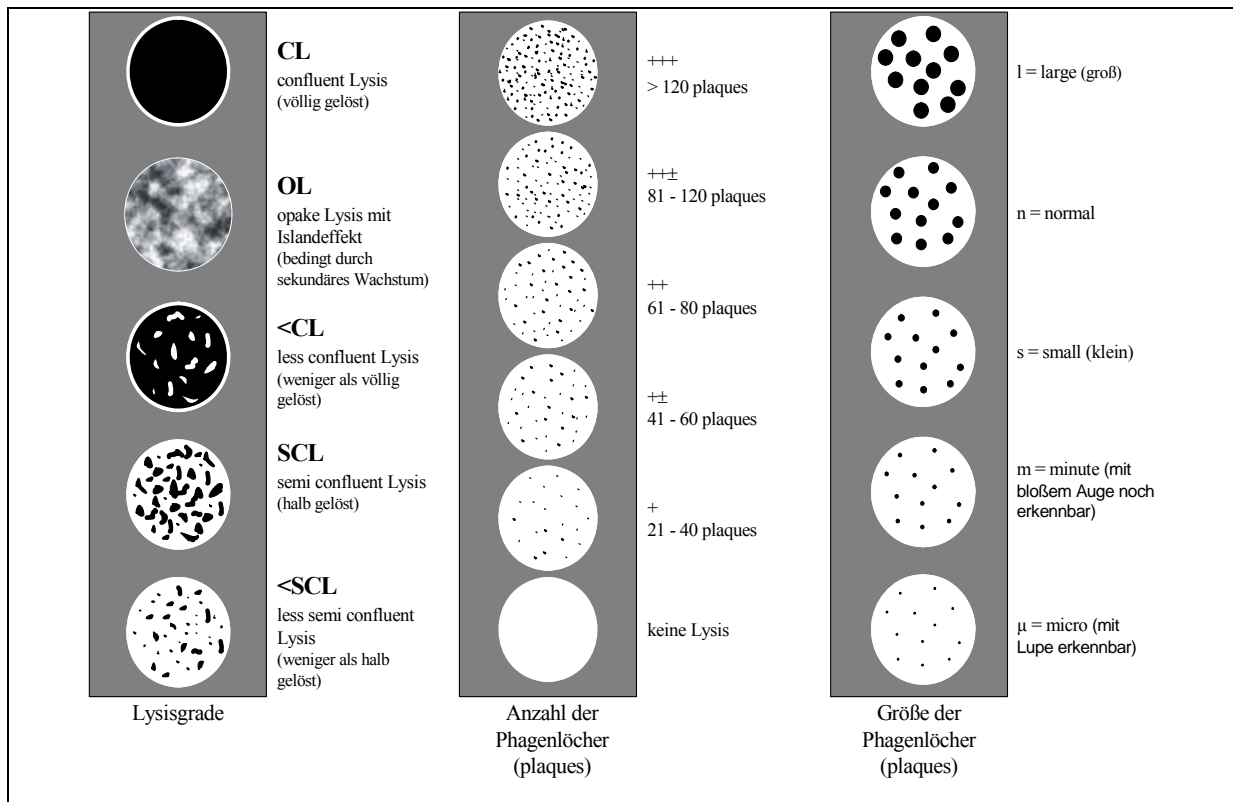 CL
confluent Lysis
(völlig gelöst)
OL
opake Lysis mit
Islandeffekt
(bedingt durch
sekundäres Wachstum)
<CL
less confluent Lysis
(weniger als völlig
gelöst)
SCL
semi confluent Lysis
(halb gelöst)
<SCL
less semi confluent
Lysis
(weniger als halb
gelöst)
Lysisgrade
+++
> 120 plaques
++±
81 - 120 plaques
++
61 - 80 plaques
+±
41 - 60 plaques
+
21 - 40 plaques
keine Lysis
Anzahl der
Phagenlöcher
(plaques)
l = large (groß)
n = normal
s = small (klein)
m = minute (mit
bloßem Auge noch
erkennbar)
µ = micro (mit
Lupe erkennbar)
Größe der
Phagenlöcher
(plaques)